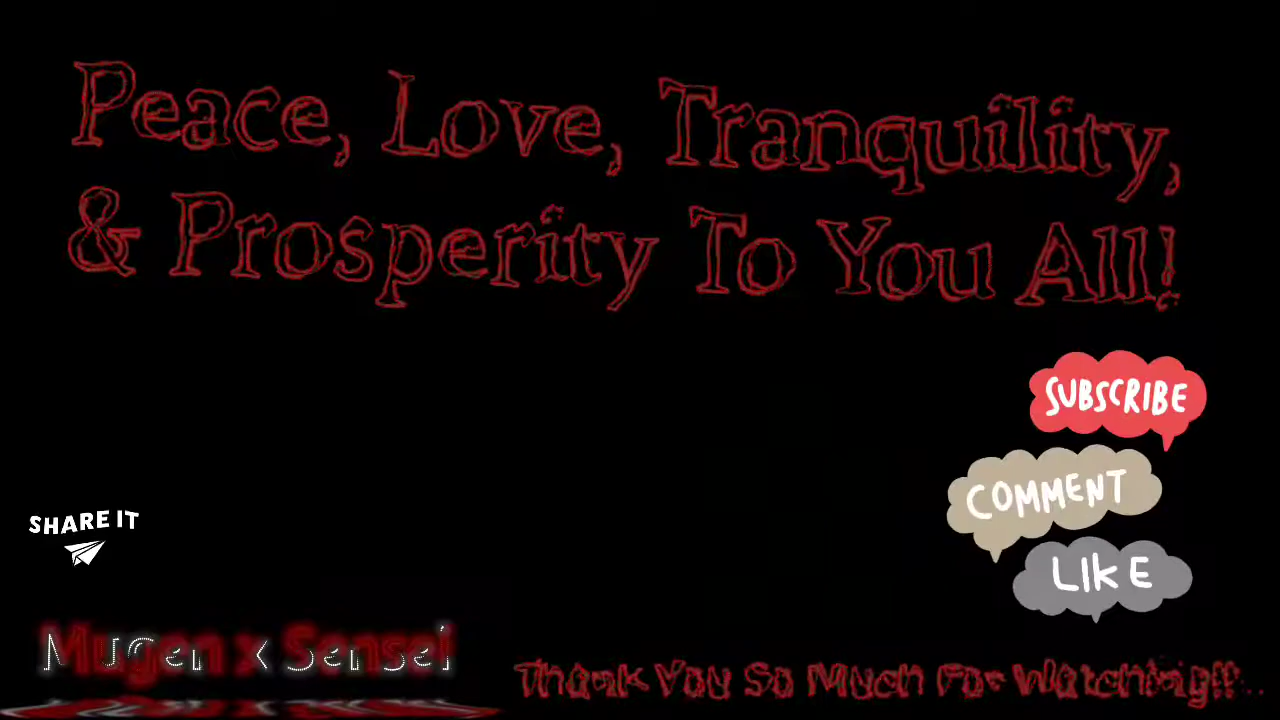 Peace, Love, Tranquility,
& Prosperity To You All!
SUBSCRIBE
COMMENT
SHARE IT
LIKE
Mugen x Sensei
Thank You So Much For Watching!!..